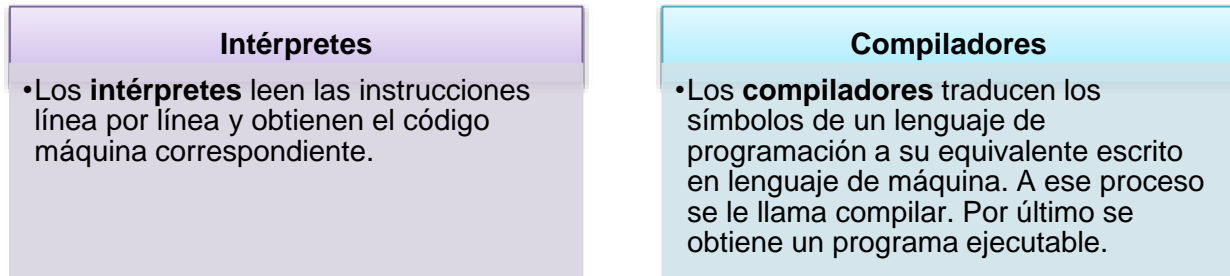 Intérpretes
•Los intérpretes leen las instrucciones
línea por línea y obtienen el código
máquina correspondiente.
Compiladores
•Los compiladores traducen los
símbolos de un lenguaje de
programación a su equivalente escrito
en lenguaje de máquina. A ese proceso
se le llama compilar. Por último se
obtiene un programa ejecutable.